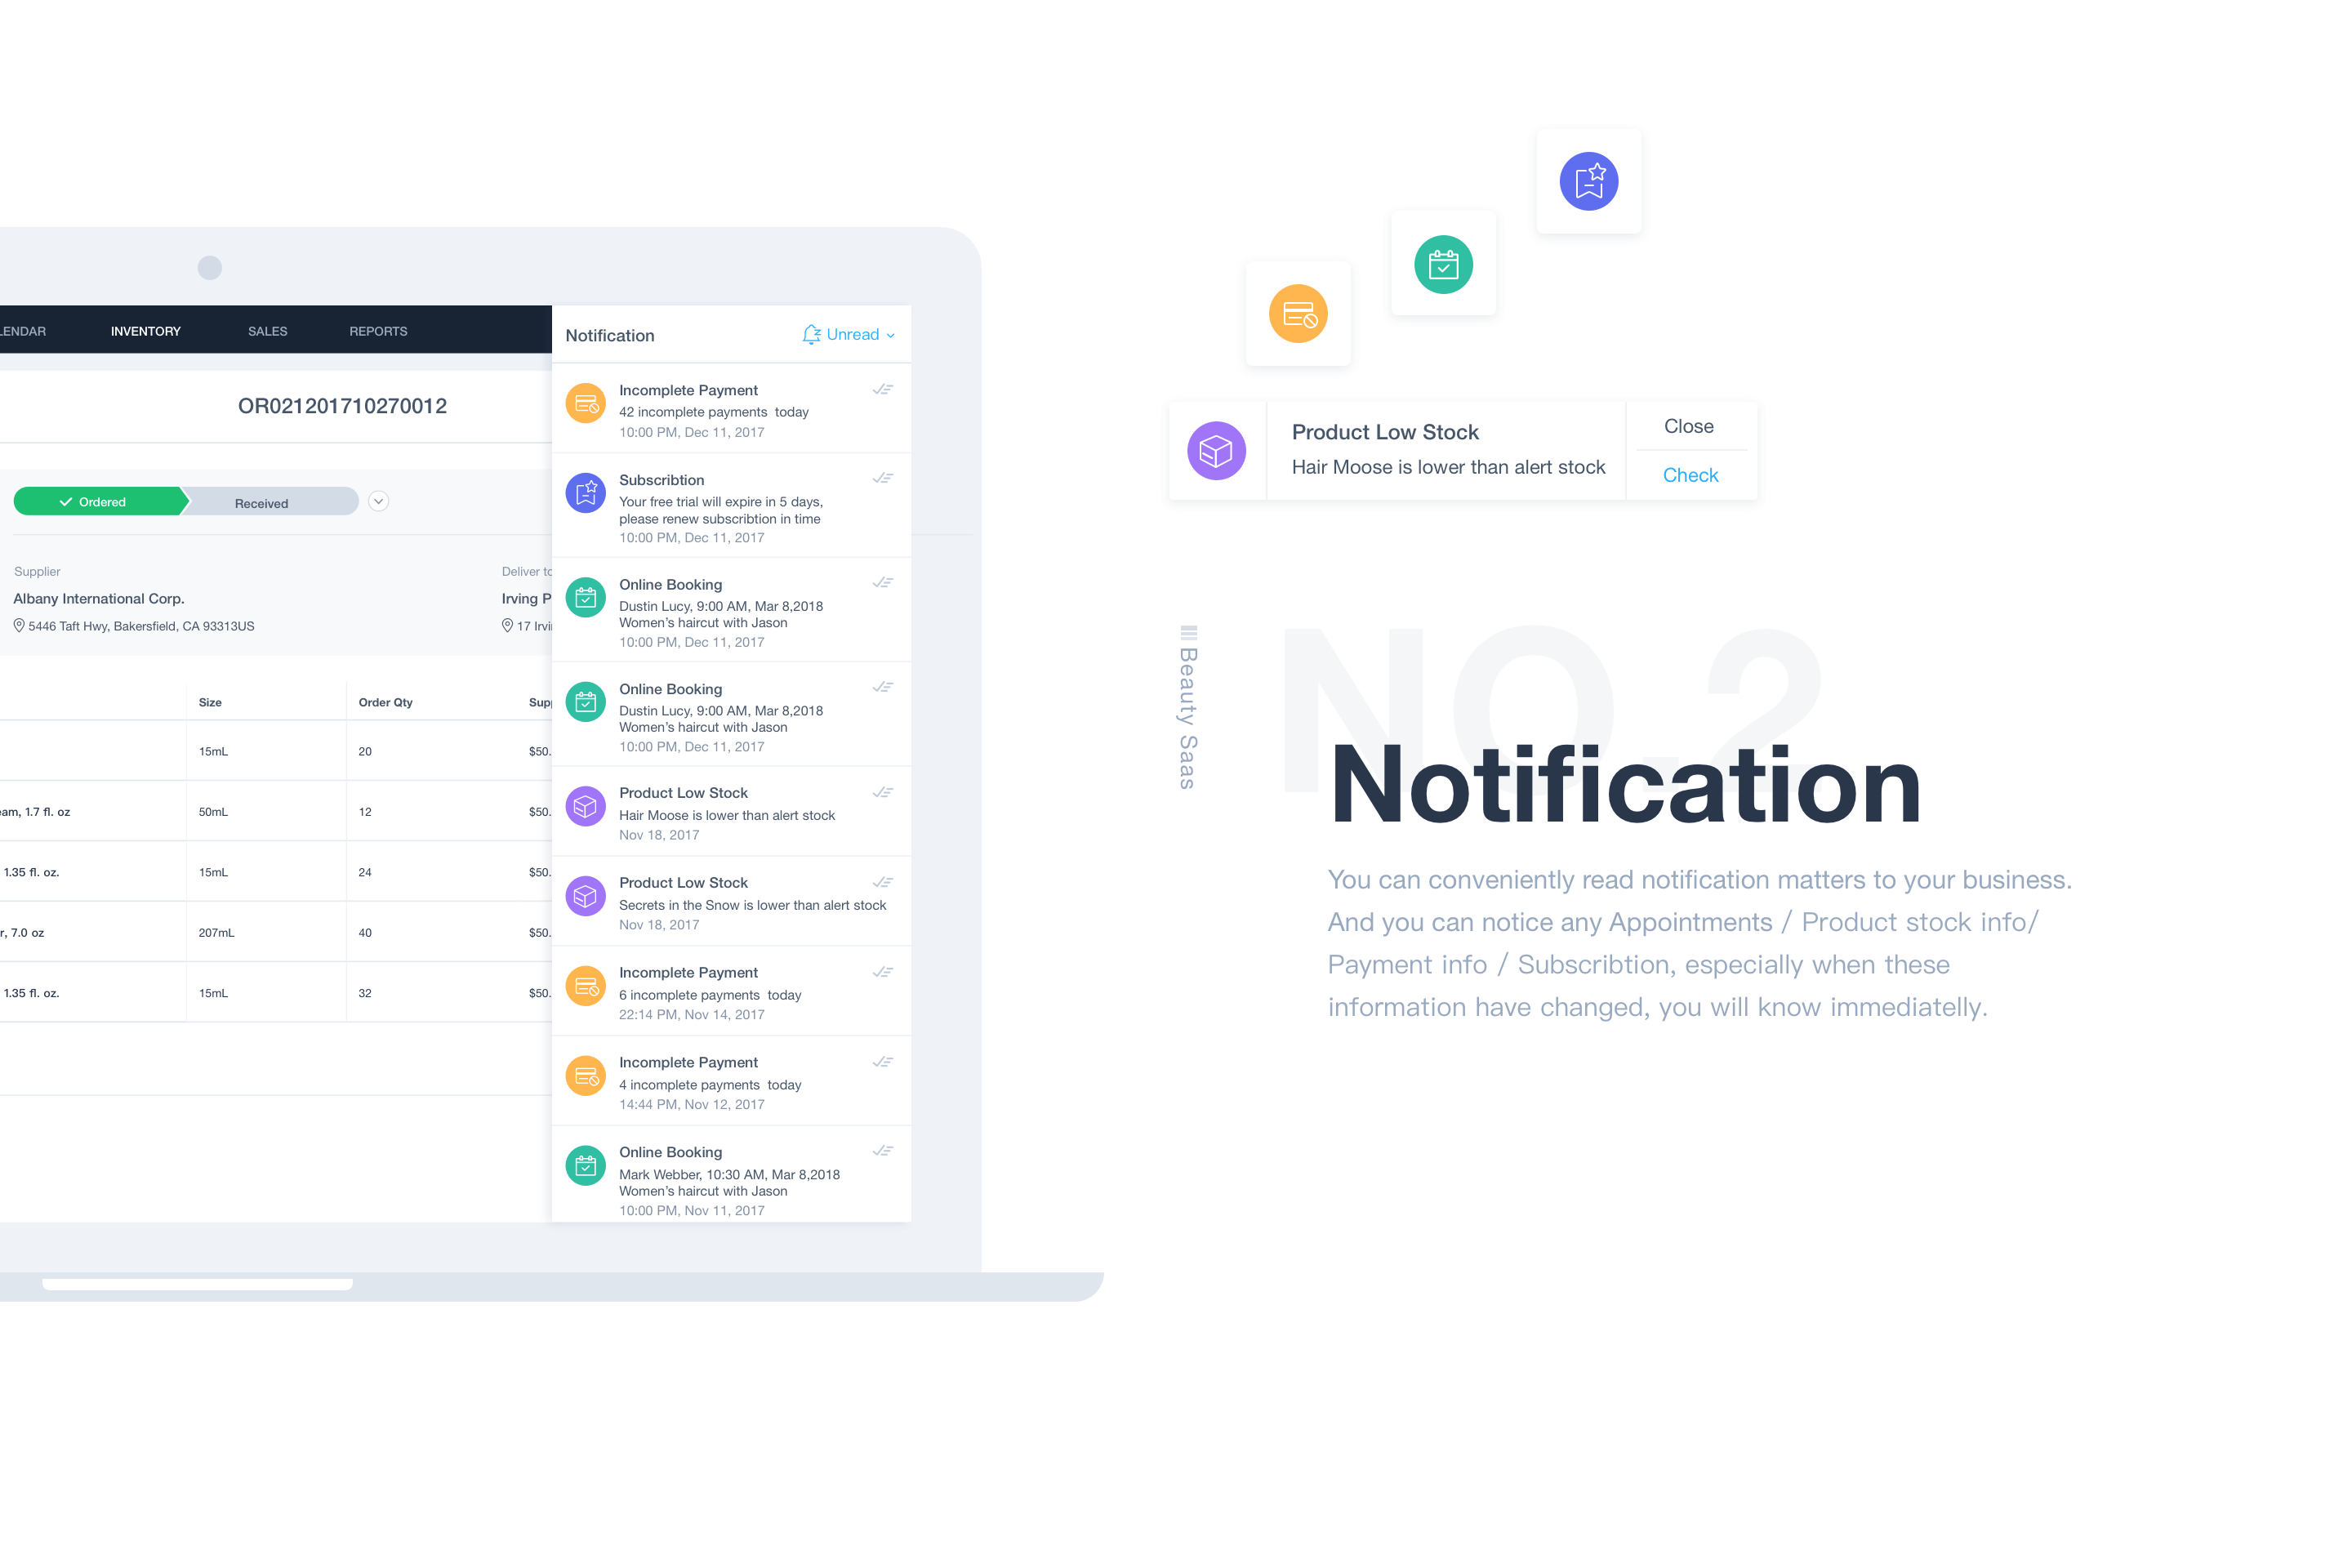 LENDAR
INVENTORY
SALES
REPORTS
OR021201710270012
Ordered
Received
Supplier
Albany International Corp.
5446 Taft Hwy, Bakersfield, CA 93313US
Deliver to
Irving P
17 Irvi
Size
Order Qty
Supp
15mL
20
$50.
eam, 1.7 fl. oz
50mL
12
$50.
1.35 fl. oz.
15mL
24
$50.
r, 7.0 oz
207mL
40
$50.
1.35 fl. oz.
15mL
32
$50.
Notification
Unread
Incomplete Payment
42 incomplete payments  today
10:00 PM, Dec 11, 2017
Subscribtion
Your free trial will expire in 5 days,
please renew subscribtion in time
10:00 PM, Dec 11, 2017
Online Booking
Dustin Lucy, 9:00 AM, Mar 8,2018
Women’s haircut with Jason
10:00 PM, Dec 11, 2017
Online Booking
Dustin Lucy, 9:00 AM, Mar 8,2018
Women’s haircut with Jason
10:00 PM, Dec 11, 2017
Product Low Stock
Hair Moose is lower than alert stock
Nov 18, 2017
Product Low Stock
Secrets in the Snow is lower than alert stock
Nov 18, 2017
Incomplete Payment
6 incomplete payments  today
22:14 PM, Nov 14, 2017
Incomplete Payment
4 incomplete payments  today
14:44 PM, Nov 12, 2017
Online Booking
Mark Webber, 10:30 AM, Mar 8,2018
Women’s haircut with Jason
10:00 PM, Nov 11, 2017
Product Low Stock
Hair Moose is lower than alert stock
Close
Check
Beauty Saas
NO.2
Notification
You can conveniently read notification matters to your business.
And you can notice any Appointments / Product stock info/
Payment info / Subscribtion, especially when these
information have changed, you will know immediatelly.